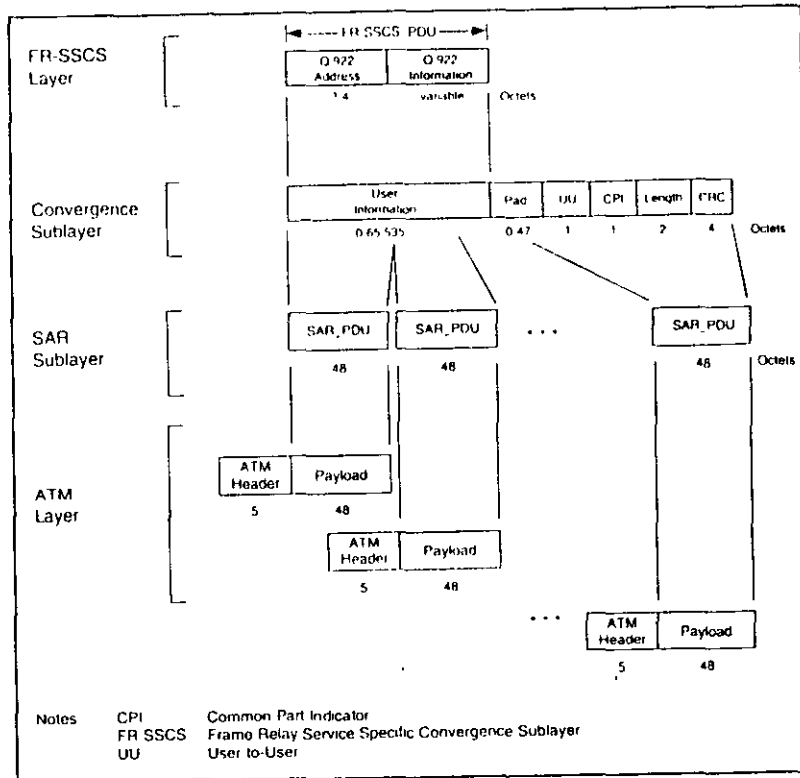 FR-SSCS PDU
FR-SSCS
Layer
Q.922
Address
Q.922
Information
variable
Octets
Convergence
Sublayer
User
Information
Pad
UU
CPI
Length
CRC
0-65,535
0-47
1
1
2
4
Octets
SAR
Sublayer
SAR_PDU
SAR_PDU
...
SAR_PDU
48
48
48
Octets
ATM
Layer
ATM
Header
Payload
5
48
ATM
Header
Payload
5
48
...
ATM
Header
Payload
5
48
Notes
CPI Common Part Indicator
FR SSCS Frame Relay Service Specific Convergence Sublayer
UU User to-User